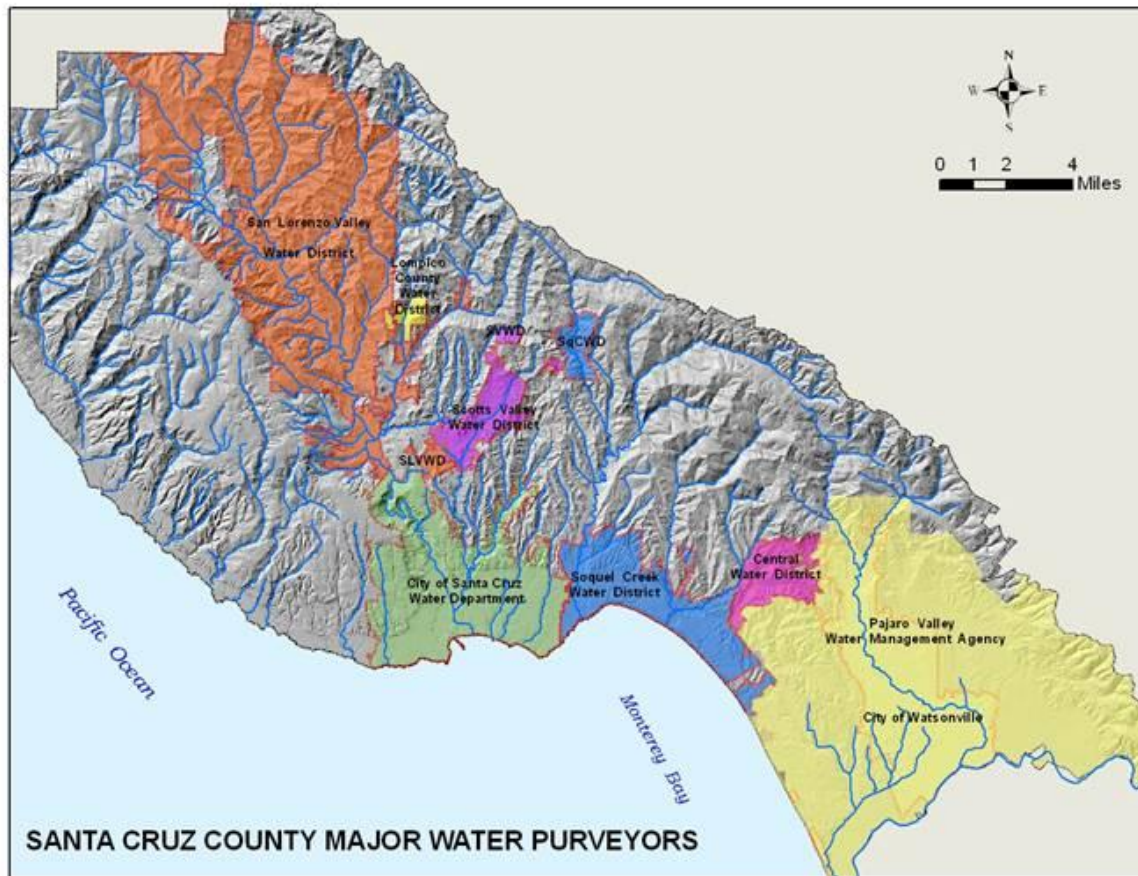 N
W E
S
0 1 2 4
Miles
San Lorenzo Valley
Water District
Lompico
County
Water
District
SVWD
SqCWD
Scotts Valley
Water District
SLVWD
City of Santa Cruz
Water Department
Soquel Creek
Water District
Central
Water District
Pajaro Valley
Water Management Agency
City of Watsonville
Pacific Ocean
Monterey Bay
SANTA CRUZ COUNTY MAJOR WATER PURVEYORS